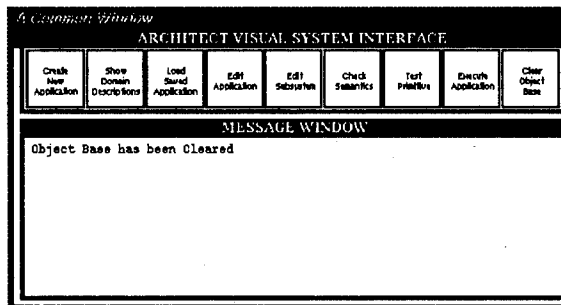 A Common Window
ARCHITECT VISUAL SYSTEM INTERFACE
Create New Application
Show Domain Descriptions
Load Saved Application
Edit Application
Edit Subsystem
Check Semantics
Test Primitive
Execute Application
Clear Object Base
MESSAGE WINDOW
Object Base has been Cleared